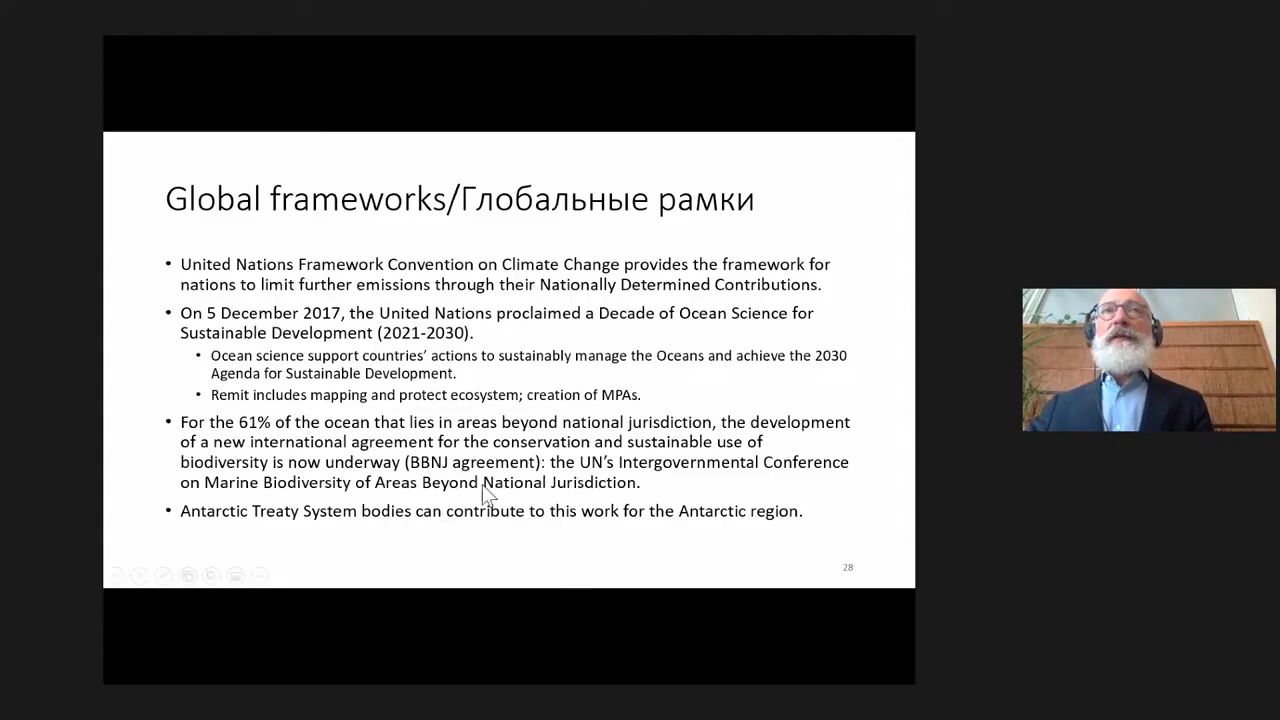 Global frameworks/Глобальные рамки
• United Nations Framework Convention on Climate Change provides the framework for
nations to limit further emissions through their Nationally Determined Contributions.
• On 5 December 2017, the United Nations proclaimed a Decade of Ocean Science for
Sustainable Development (2021-2030).
• Ocean science support countries’ actions to sustainably manage the Oceans and achieve the 2030
Agenda for Sustainable Development.
• Remit includes mapping and protect ecosystem; creation of MPAs.
• For the 61% of the ocean that lies in areas beyond national jurisdiction, the development
of a new international agreement for the conservation and sustainable use of
biodiversity is now underway (BBNJ agreement): the UN’s Intergovernmental Conference
on Marine Biodiversity of Areas Beyond National Jurisdiction.
• Antarctic Treaty System bodies can contribute to this work for the Antarctic region.
28